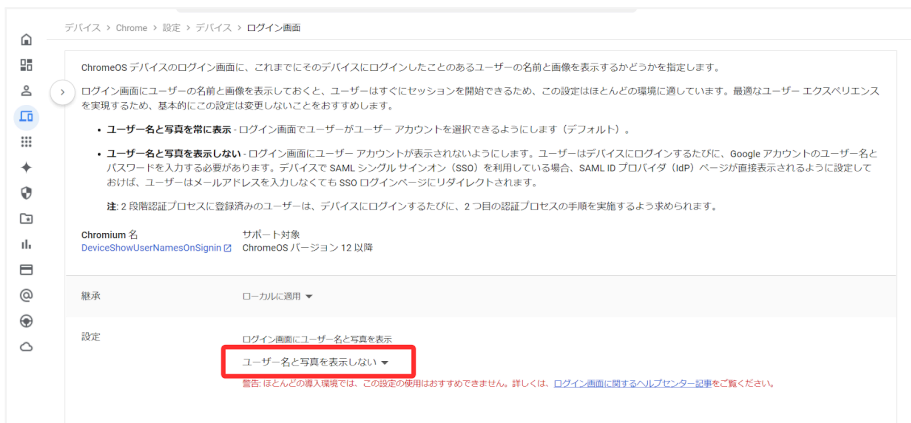 デバイス > Chrome > 設定 > デバイス > ログイン画面
ChromeOS デバイスのログイン画面に、これまでにそのデバイスにログインしたことのあるユーザーの名前と画像を表示するかどうかを指定します。
ログイン画面にユーザーの名前と画像を表示しておくと、ユーザーはすぐにセッションを開始できるため、この設定はほとんどの環境に適しています。最適なユーザー エクスペリエンス
を実現するため、基本的にこの設定は変更しないことをおすすめします。
• ユーザー名と写真を常に表示 - ログイン画面でユーザーがユーザー アカウントを選択できるようにします（デフォルト）。
• ユーザー名と写真を表示しない - ログイン画面にユーザー アカウントが表示されないようにします。ユーザーはデバイスにログインするたびに、Google アカウントのユーザー名と
パスワードを入力する必要があります。デバイスで SAML シングル サインオン（SSO）を利用している場合、SAML ID プロバイダ（IdP）ページが直接表示されるように設定して
おけば、ユーザーはメールアドレスを入力しなくても SSO ログインページにリダイレクトされます。
注: 2 段階認証プロセスに登録済みのユーザーは、デバイスにログインするたびに、2 つ目の認証プロセスの手順を実施するよう求められます。
Chromium 名 サポート対象
DeviceShowUserNamesOnSignin ChromeOS バージョン 12 以降
継承 ローカルに適用
設定 ログイン画面にユーザー名と写真を表示
ユーザー名と写真を表示しない
警告: ほとんどの導入環境では、この設定の使用はおすすめできません。詳しくは、ログイン画面に関するヘルプセンター記事をご覧ください。